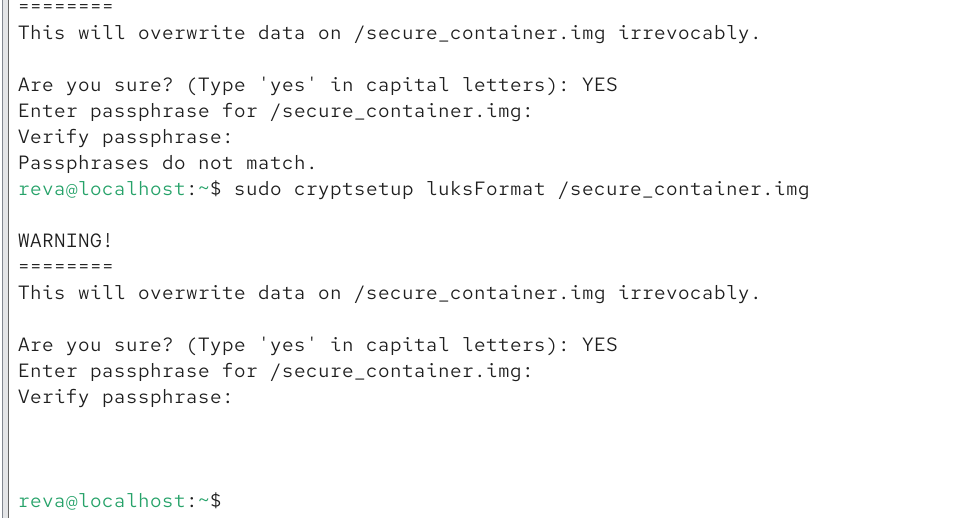 ========
This will overwrite data on /secure_container.img irrevocably.
Are you sure? (Type 'yes' in capital letters): YES
Enter passphrase for /secure_container.img:
Verify passphrase:
Passphrases do not match.
reva@localhost:~$ sudo cryptsetup luksFormat /secure_container.img
WARNING!
========
This will overwrite data on /secure_container.img irrevocably.
Are you sure? (Type 'yes' in capital letters): YES
Enter passphrase for /secure_container.img:
Verify passphrase:
reva@localhost:~$